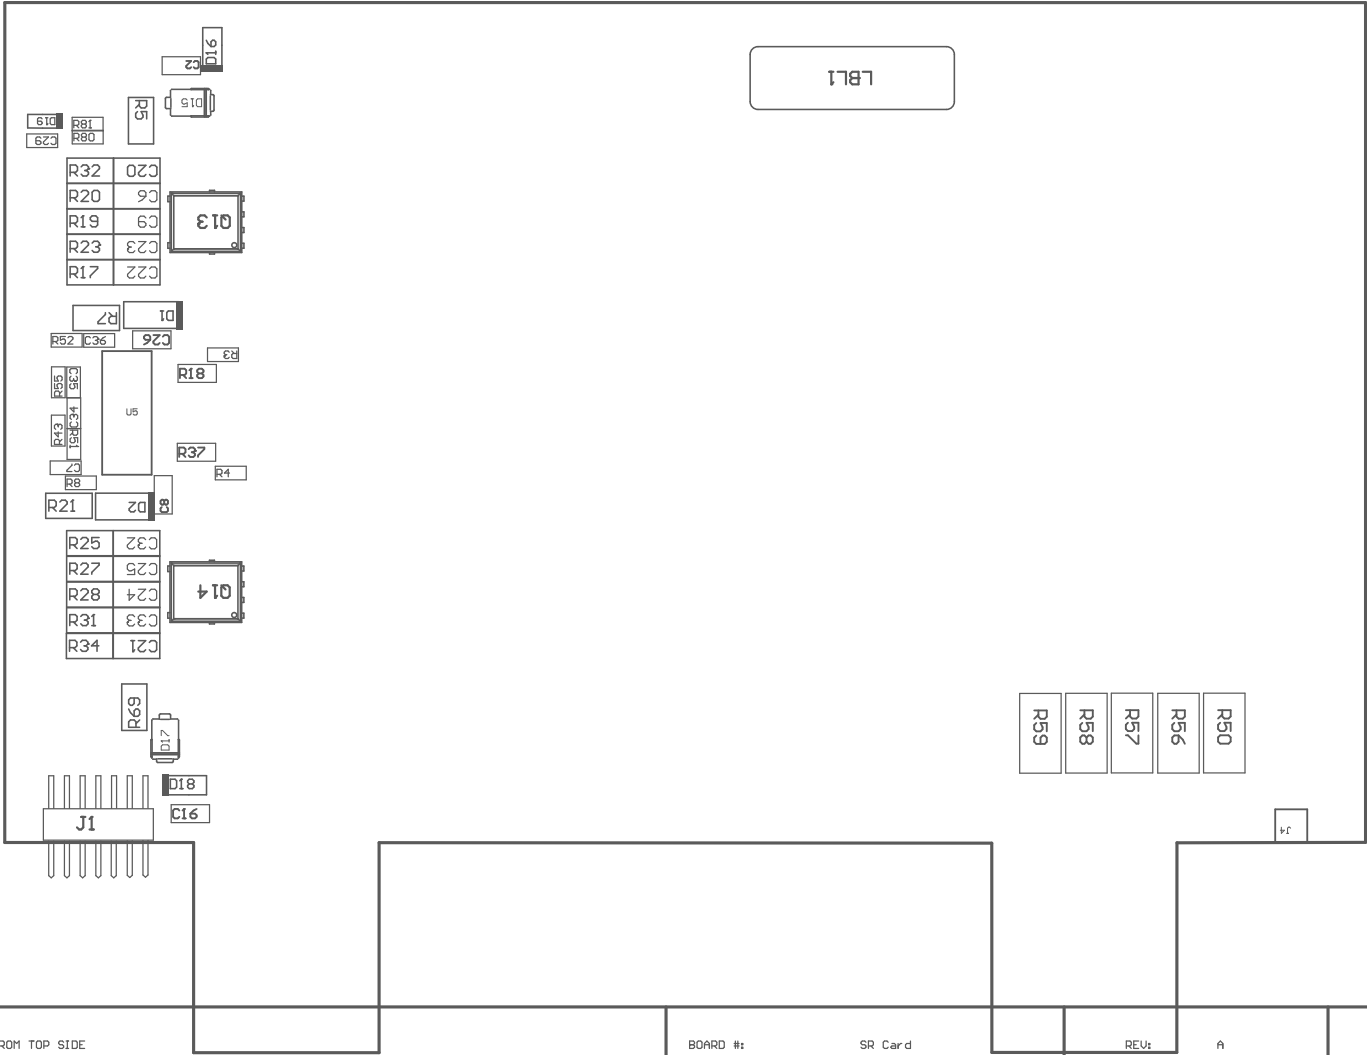 D16
C2
LBL1
D15
R5
D19
R81
C29
R80
R32 C20
R20 C6
R19 C9
Q13
R23 C23
R17 C22
R7
D1
R52 C36
C26
R3
R18
R55
C35
U5
C34
R43
R51
R37
C7
R4
R8
R21
D2
C8
R25 C32
R27 C25
R28 C24
Q14
R31 C33
R34 C21
R69
D17
R59 R58 R57 R56 R50
D18
C16
J1
J4
ROM TOP SIDE
BOARD #: SR Card
REV: A